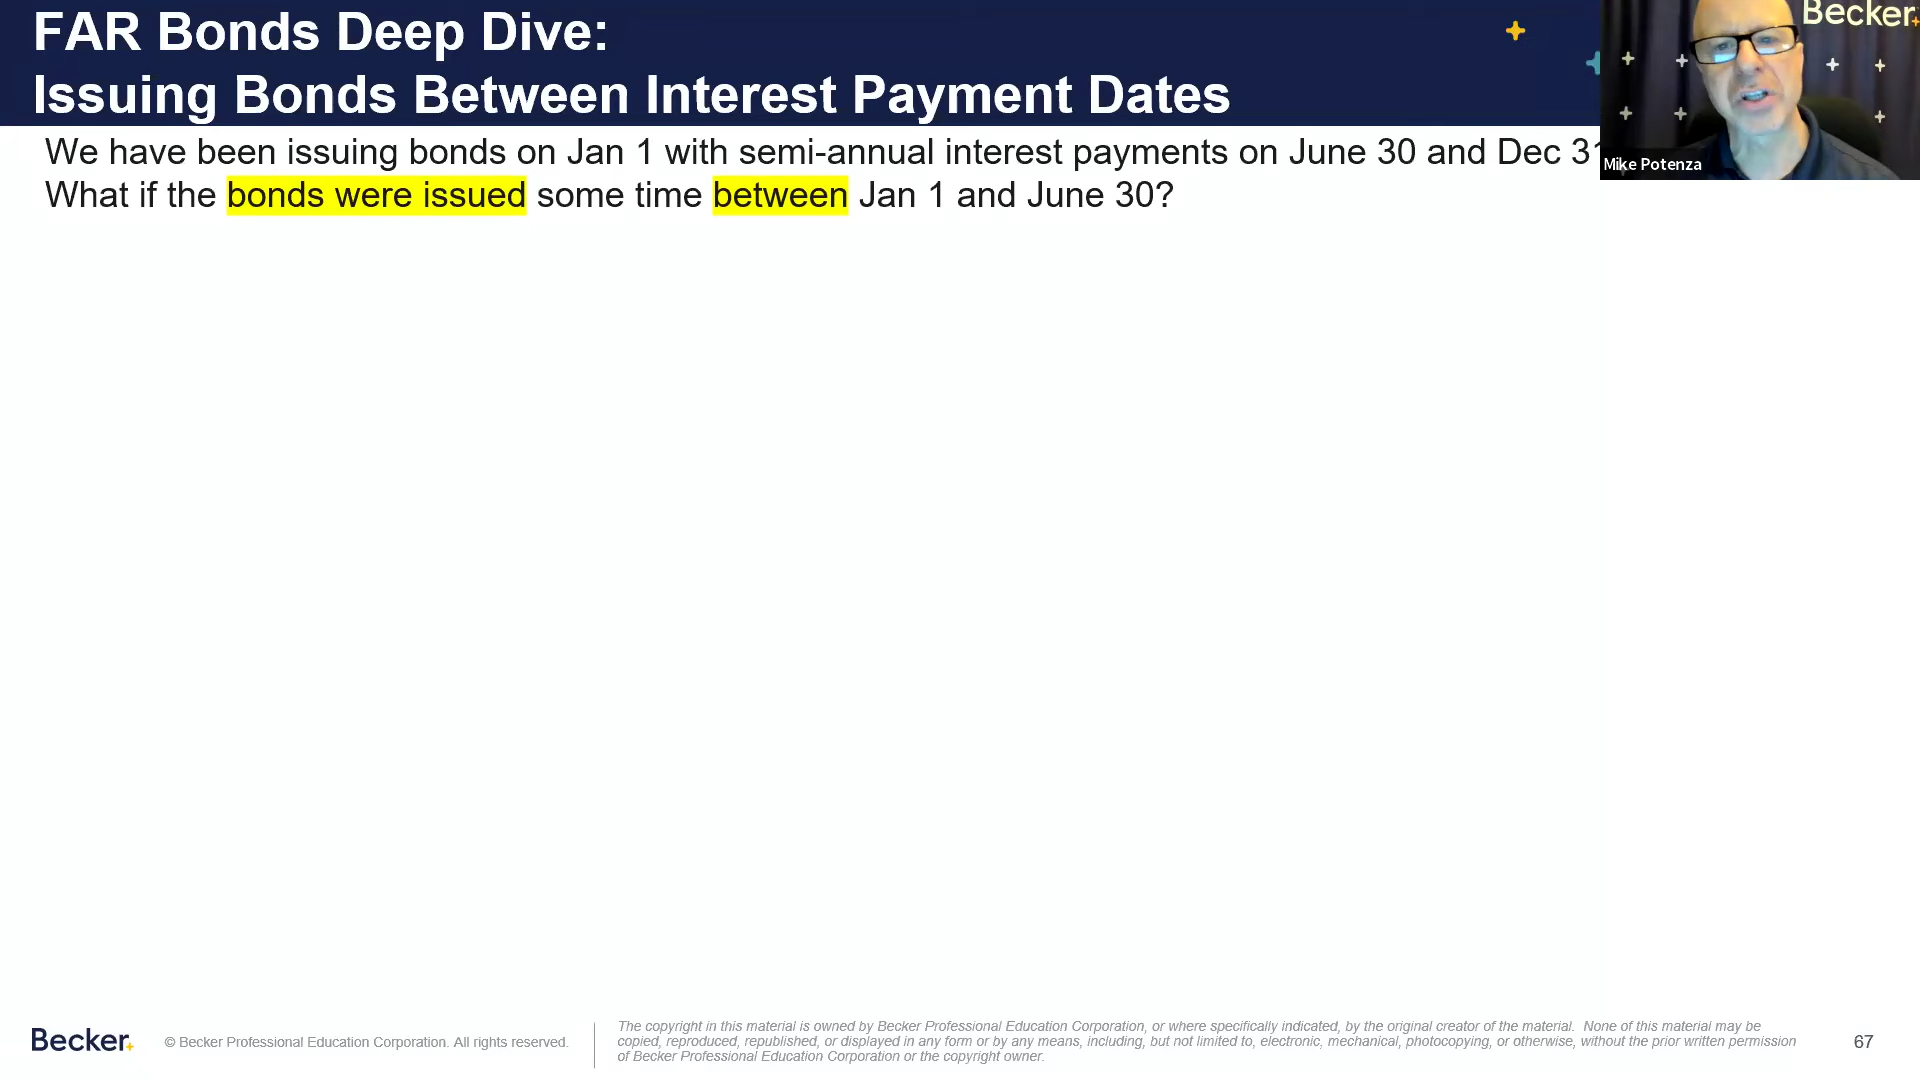 FAR Bonds Deep Dive:
Issuing Bonds Between Interest Payment Dates
Becker
Mike Potenza
We have been issuing bonds on Jan 1 with semi-annual interest payments on June 30 and Dec 31
What if the bonds were issued some time between Jan 1 and June 30?
Becker
© Becker Professional Education Corporation. All rights reserved.
The copyright in this material is owned by Becker Professional Education Corporation, or where specifically indicated, by the original creator of the material.  None of this material may be
copied, reproduced, republished, or displayed in any form or by any means, including, but not limited to, electronic, mechanical, photocopying, or otherwise, without the prior written permission
of Becker Professional Education Corporation or the copyright owner.
67